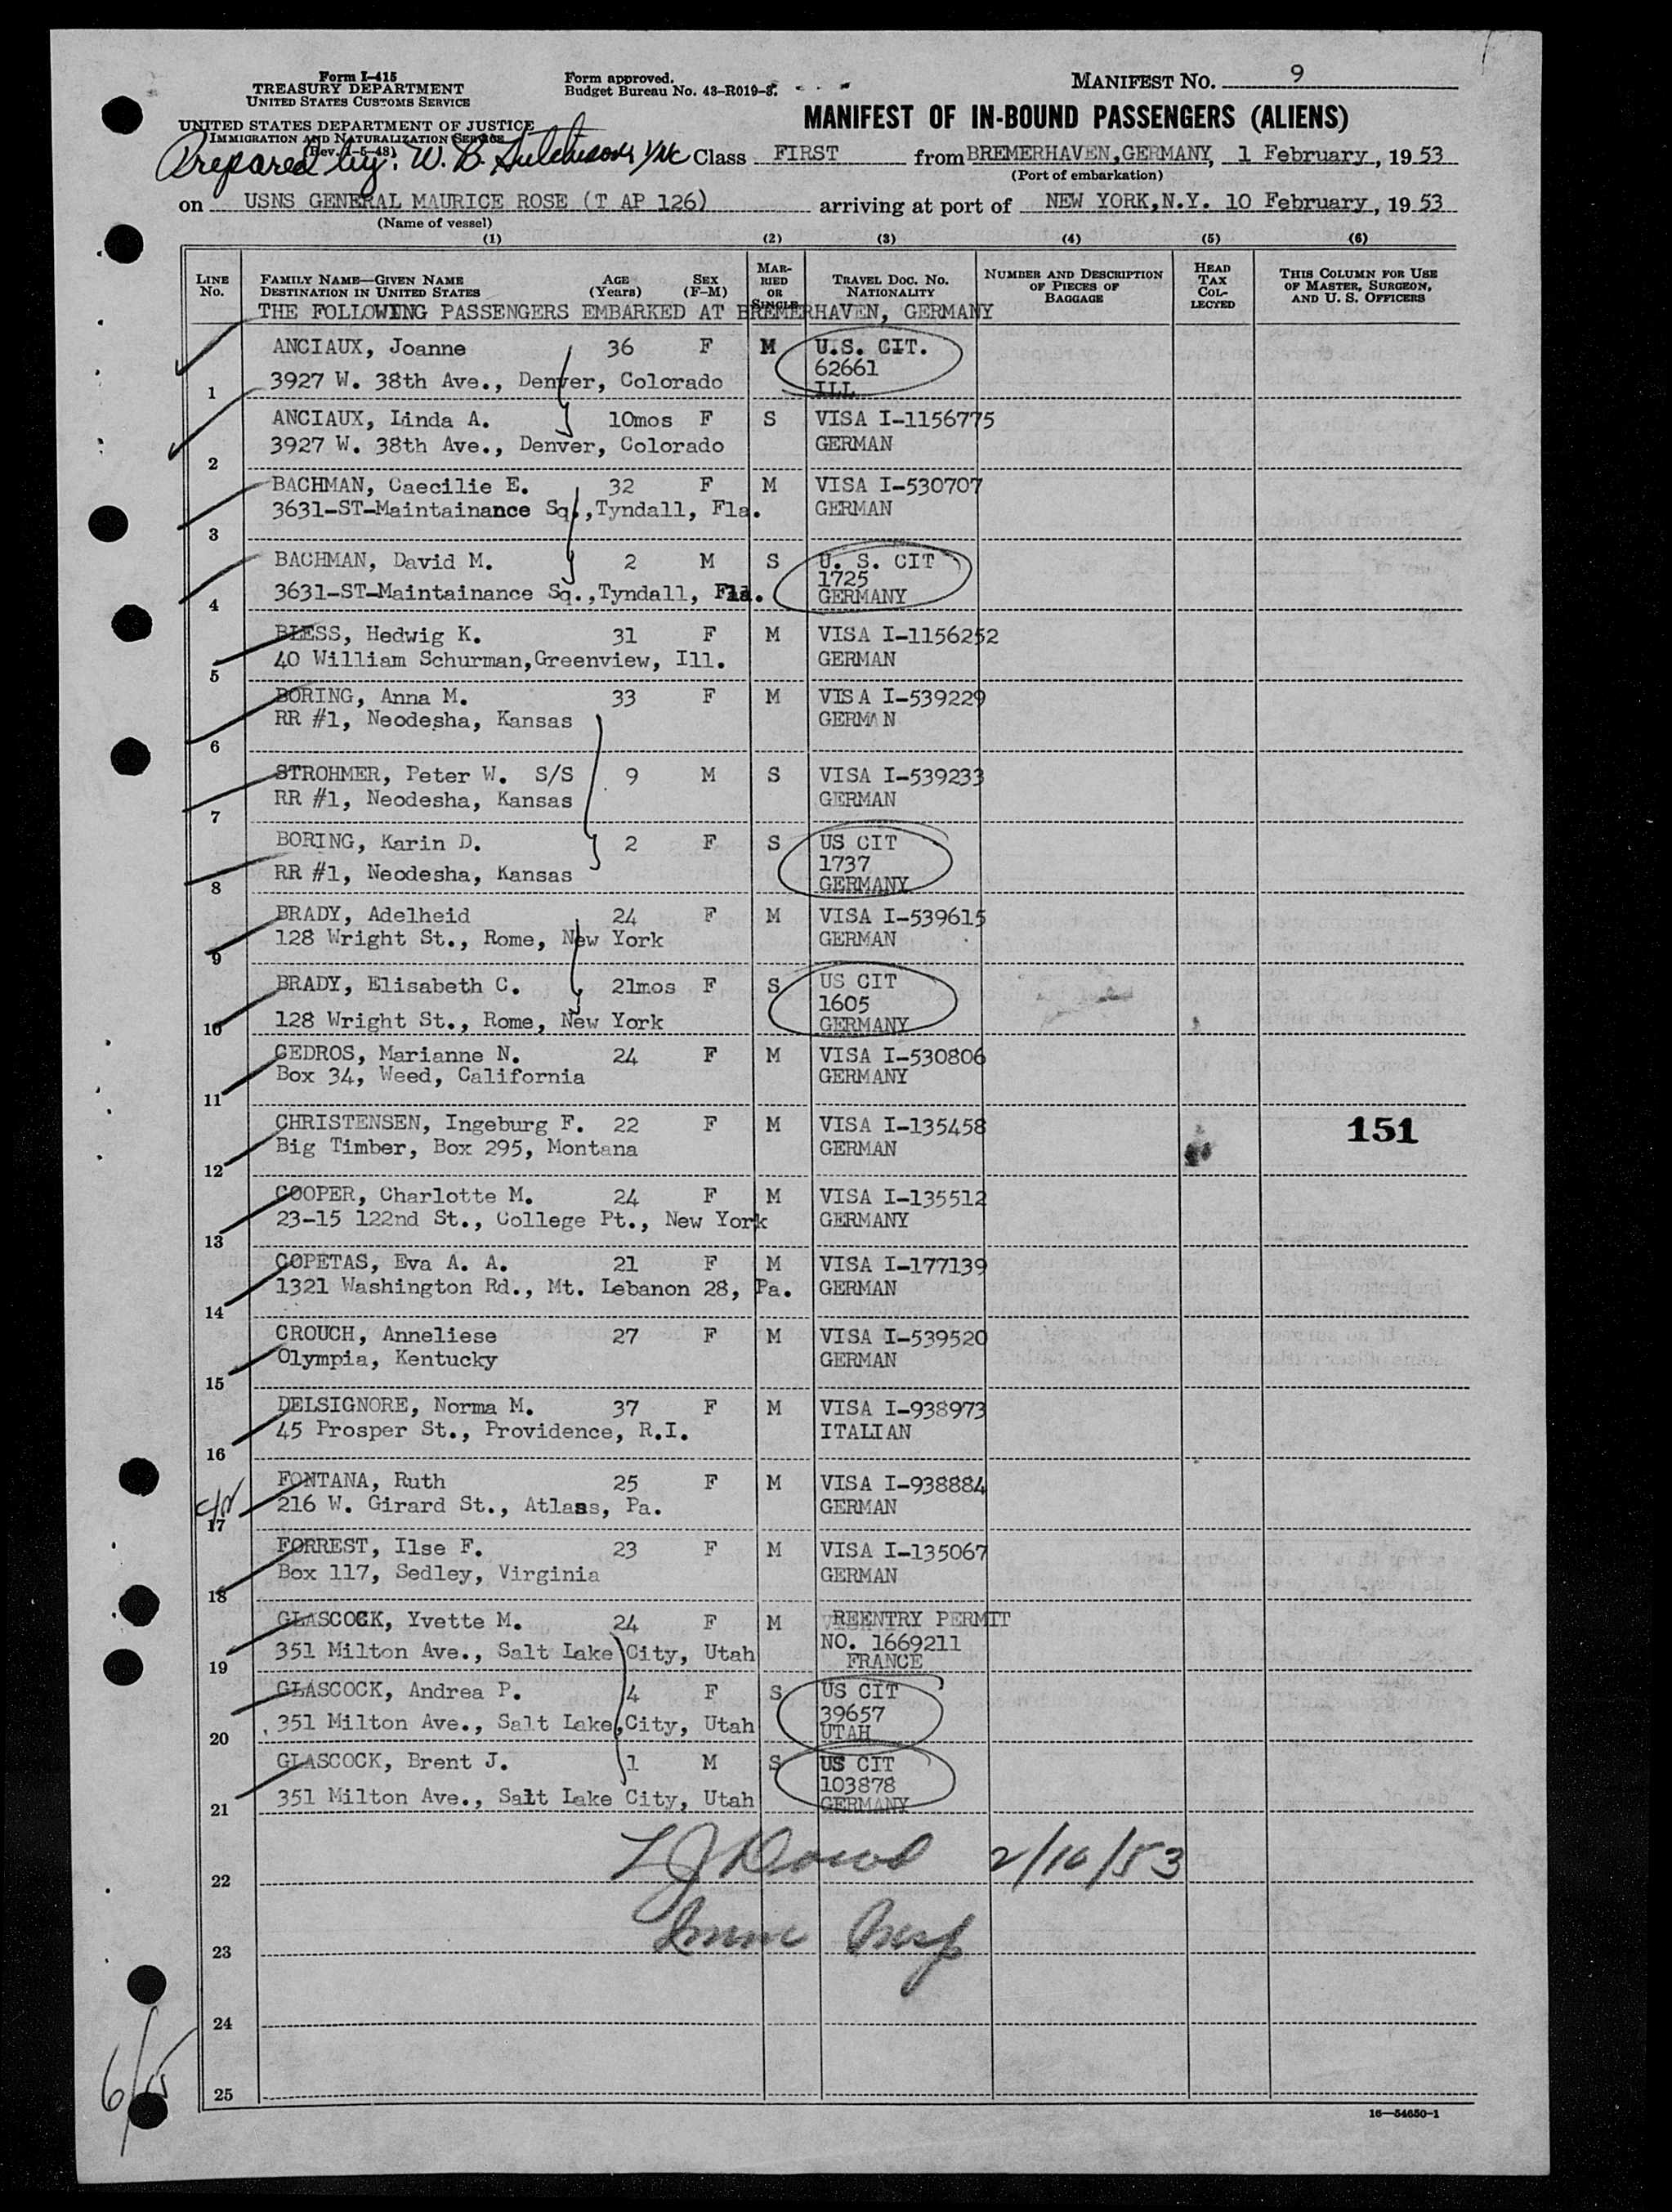 Form I-415
TREASURY DEPARTMENT
UNITED STATES CUSTOMS SERVICE
UNITED STATES DEPARTMENT OF JUSTICE
IMMIGRATION AND NATURALIZATION SERVICE
(Rev. 1-5-48)
Form approved.
Budget Bureau No. 43-R019-3.
MANIFEST NO. 9
MANIFEST OF IN-BOUND PASSENGERS (ALIENS)
Prepared by: W. B. Hutchison
Class FIRST from BREMERHAVEN, GERMANY, 1 February, 1953
(Port of embarkation)
on USNS GENERAL MAURICE ROSE (T AP 126) arriving at port of NEW YORK, N.Y. 10 February, 1953
(Name of vessel)
(1) (2) (3) (4) (5) (6)
LINE No. FAMILY NAME—GIVEN NAME DESTINATION IN UNITED STATES AGE (Years) SEX (F-M) MARRIED OR SINGLE TRAVEL DOC. NO. NATIONALITY NUMBER AND DESCRIPTION OF PIECES OF BAGGAGE HEAD TAX COLLECTED THIS COLUMN FOR USE OF MASTER, SURGEON, AND U. S. OFFICERS
THE FOLLOWING PASSENGERS EMBARKED AT BREMERHAVEN, GERMANY
ANCIAUX, Joanne 36 F M U.S. CIT.
62661
1 3927 W. 38th Ave., Denver, Colorado ILL
ANCIAUX, Linda A. 10mos F S VISA I-1156775
2 3927 W. 38th Ave., Denver, Colorado GERMAN
BACHMAN, Caecilie E. 32 F M VISA I-530707
3 3631-ST-Maintainance Sq., Tyndall, Fla. GERMAN
BACHMAN, David M. 2 M S U. S. CIT
1725
4 3631-ST-Maintainance Sq., Tyndall, Fla. GERMANY
BLESS, Hedwig K. 31 F M VISA I-1156252
5 40 William Schurman, Greenview, Ill. GERMAN
BORING, Anna M. 33 F M VISA I-539229
6 RR #1, Neodesha, Kansas GERMAN
STROHMER, Peter W. S/S 9 M S VISA I-539233
7 RR #1, Neodesha, Kansas GERMAN
BORING, Karin D. 2 F S US CIT
1737
8 RR #1, Neodesha, Kansas GERMANY
BRADY, Adelheid 24 F M VISA I-539615
9 128 Wright St., Rome, New York GERMAN
BRADY, Elisabeth C. 21mos F S US CIT
1605
10 128 Wright St., Rome, New York GERMANY
CEDROS, Marianne N. 24 F M VISA I-530806
11 Box 34, Weed, California GERMANY
CHRISTENSEN, Ingeburg F. 22 F M VISA I-135458 151
12 Big Timber, Box 295, Montana GERMAN
COOPER, Charlotte M. 24 F M VISA I-135512
13 23-15 122nd St., College Pt., New York GERMANY
COPETAS, Eva A. A. 21 F M VISA I-177139
14 1321 Washington Rd., Mt. Lebanon 28, Pa. GERMAN
CROUCH, Anneliese 27 F M VISA I-539520
15 Olympia, Kentucky GERMAN
DELSIGNORE, Norma M. 37 F M VISA I-938973
16 45 Prosper St., Providence, R.I. ITALIAN
FONTANA, Ruth 25 F M VISA I-938884
17 216 W. Girard St., Atlass, Pa. GERMAN
FORREST, Ilse F. 23 F M VISA I-135067
18 Box 117, Sedley, Virginia GERMAN
GLASCOCK, Yvette M. 24 F M REENTRY PERMIT
NO. 1669211
19 351 Milton Ave., Salt Lake City, Utah FRANCE
GLASCOCK, Andrea P. 4 F S US CIT
39657
20 351 Milton Ave., Salt Lake City, Utah UTAH
GLASCOCK, Brent J. 1 M S US CIT
103878
21 351 Milton Ave., Salt Lake City, Utah GERMANY
22 2/10/53
23 Imm Insp
24
25
6/15
16—54650-1